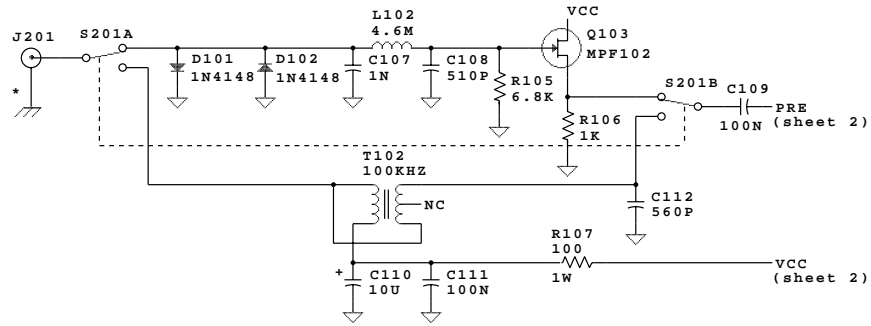 J201
S201A
*
D101
1N4148
D102
1N4148
L102
4.6M
C107
1N
C108
510P
R105
6.8K
VCC
Q103
MPF102
R106
1K
S201B
C109
100N
PRE
(sheet 2)
T102
100KHZ
NC
C112
560P
R107
100
1W
+
C110
10U
C111
100N
VCC
(sheet 2)